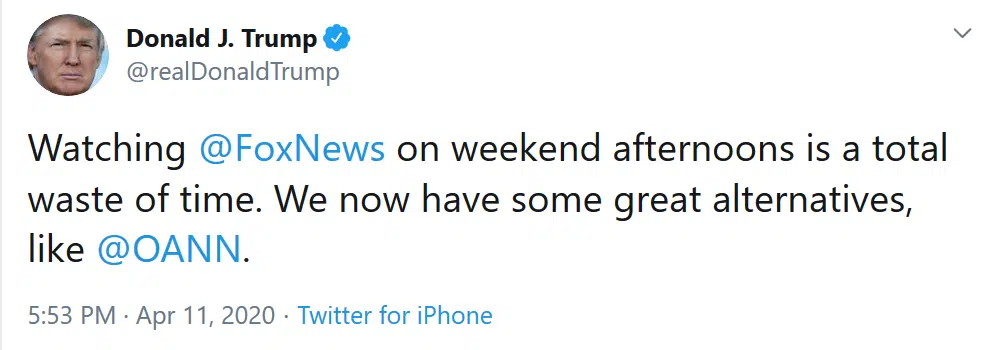 Donald J. Trump
@realDonaldTrump
Watching @FoxNews on weekend afternoons is a total
waste of time. We now have some great alternatives,
like @OANN.
5:53 PM · Apr 11, 2020 · Twitter for iPhone